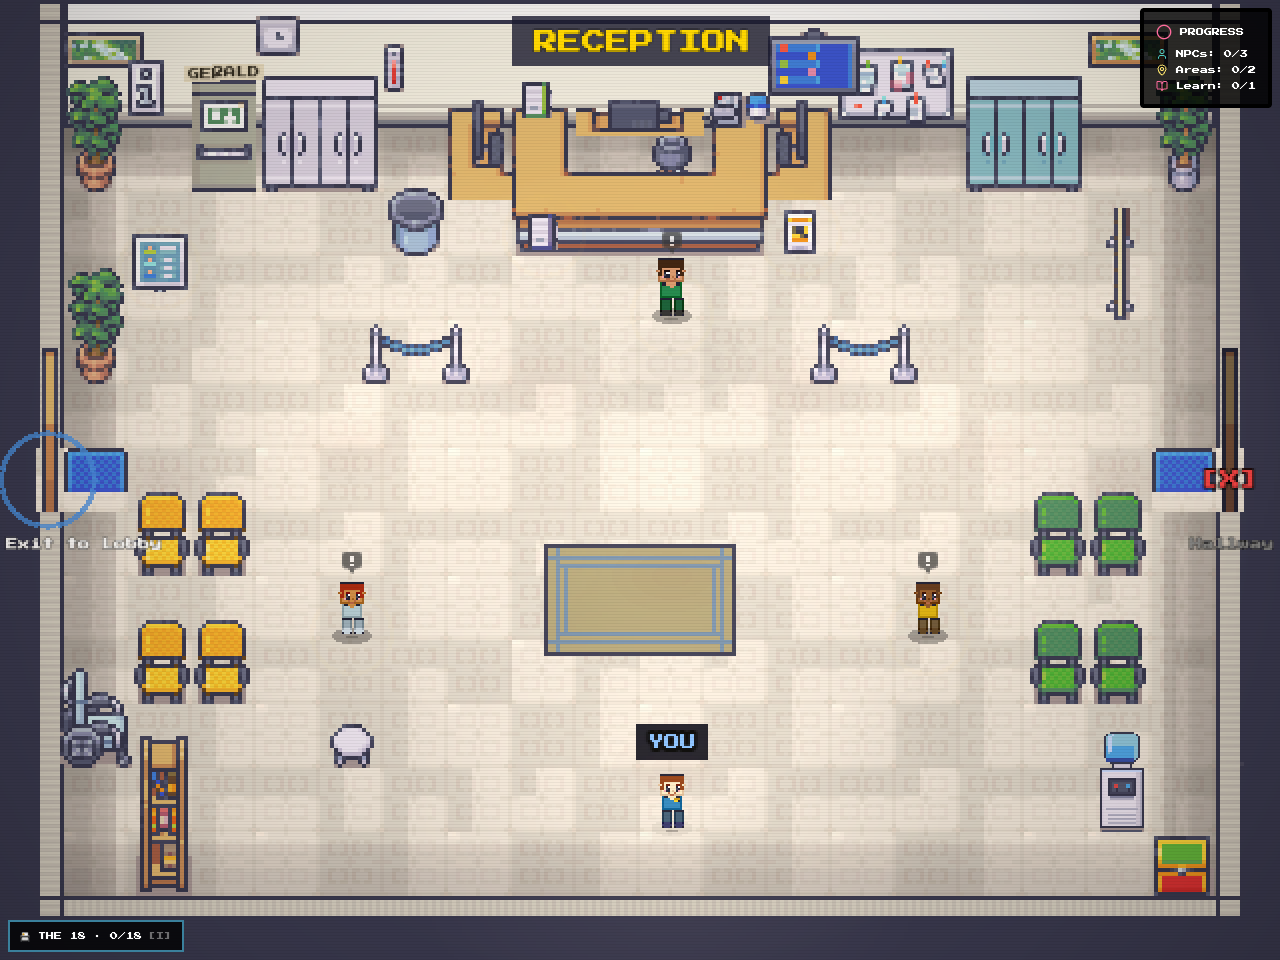 RECEPTION
PROGRESS
NPCs: 0/3
Areas: 0/2
Learn: 0/1
GERALD
[X]
Exit to Lobby
Hallway
YOU
THE 18 · 0/18 [I]